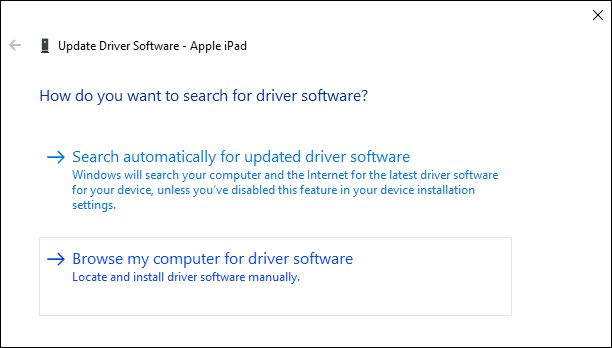 Update Driver Software - Apple iPad
How do you want to search for driver software?
Search automatically for updated driver software
Windows will search your computer and the Internet for the latest driver software
for your device, unless you've disabled this feature in your device installation
settings.
Browse my computer for driver software
Locate and install driver software manually.